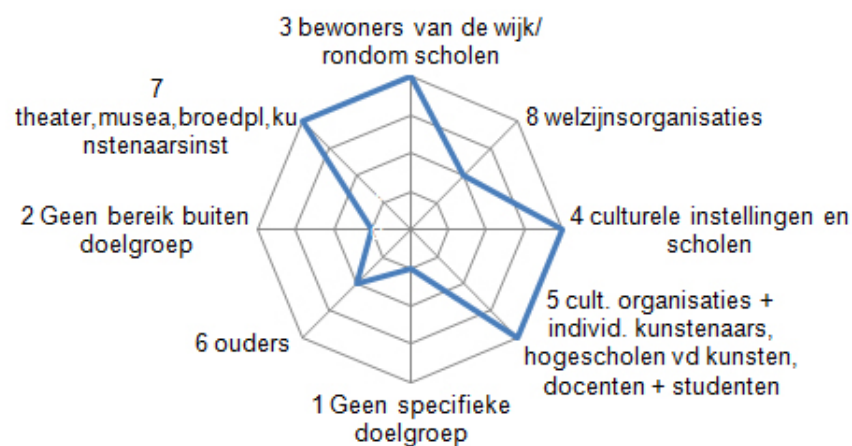 3 bewoners van de wijk/
rondom scholen
8 welzijnsorganisaties
4 culturele instellingen en
scholen
5 cult. organisaties +
individ. kunstenaars,
hogescholen vd kunsten,
docenten + studenten
1 Geen specifieke
doelgroep
6 ouders
2 Geen bereik buiten
doelgroep
7
theater,musea,broedpl,ku
nstenaarsinst